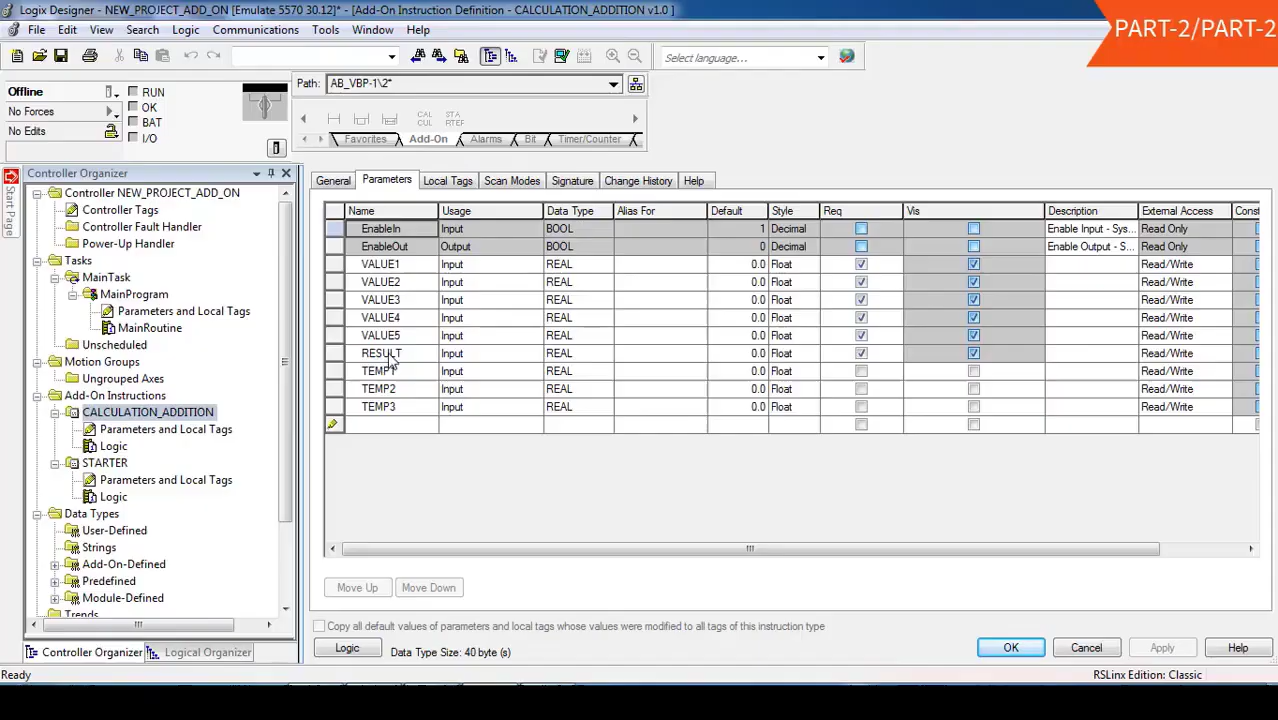 Logix Designer - NEW_PROJECT_ADD_ON [Emulate 5570 30.12]* - [Add-On Instruction Definition - CALCULATION_ADDITION v1.0 ]
PART-2/PART-2
File Edit View Search Logic Communications Tools Window Help
Select language...
Path: AB_VBP-1\2*
Offline
RUN
No Forces
OK
No Edits
BAT
I/O
CAL CUL
STA RTEF
Favorites Add-On Alarms Bit Timer/Counter
Start Page
Controller Organizer
Controller NEW_PROJECT_ADD_ON
Controller Tags
Controller Fault Handler
Power-Up Handler
Tasks
MainTask
MainProgram
Parameters and Local Tags
MainRoutine
Unscheduled
Motion Groups
Ungrouped Axes
Add-On Instructions
CALCULATION_ADDITION
Parameters and Local Tags
Logic
STARTER
Parameters and Local Tags
Logic
Data Types
User-Defined
Strings
Add-On-Defined
Predefined
Module-Defined
Trends
Controller Organizer Logical Organizer
General Parameters Local Tags Scan Modes Signature Change History Help
Name Usage Data Type Alias For Default Style Req Vis Description External Access Const
EnableIn Input BOOL 1 Decimal Enable Input - Sys... Read Only
EnableOut Output BOOL 0 Decimal Enable Output - S... Read Only
VALUE1 Input REAL 0.0 Float Read/Write
VALUE2 Input REAL 0.0 Float Read/Write
VALUE3 Input REAL 0.0 Float Read/Write
VALUE4 Input REAL 0.0 Float Read/Write
VALUE5 Input REAL 0.0 Float Read/Write
RESULT Input REAL 0.0 Float Read/Write
TEMP1 Input REAL 0.0 Float Read/Write
TEMP2 Input REAL 0.0 Float Read/Write
TEMP3 Input REAL 0.0 Float Read/Write
Move Up Move Down
Copy all default values of parameters and local tags whose values were modified to all tags of this instruction type
Logic Data Type Size: 40 byte (s) OK Cancel Apply Help
Ready
RSLinx Edition: Classic